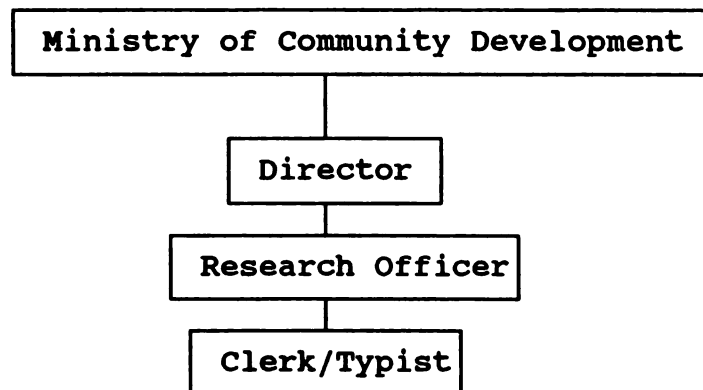 Ministry of Community Development
Director
Research Officer
Clerk/Typist